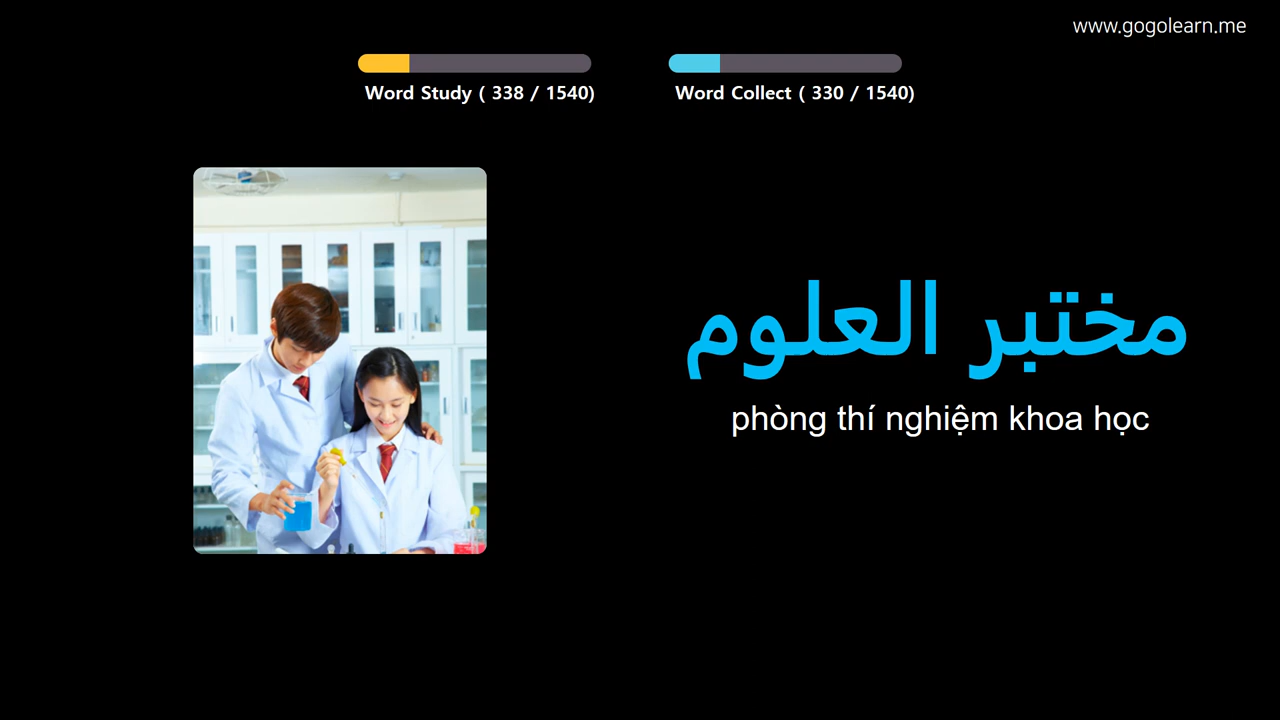 www.gogolearn.me
Word Study ( 338 / 1540)
Word Collect ( 330 / 1540)
مختبر العلوم
phòng thí nghiệm khoa học